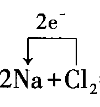 2e⁻
2Na+Cl₂=